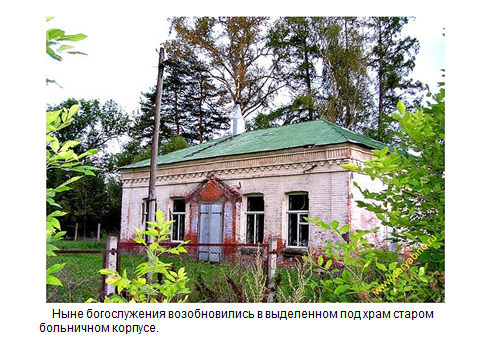 Ныне богослужения возобновились в выделенном под храм старом
больничном корпусе.